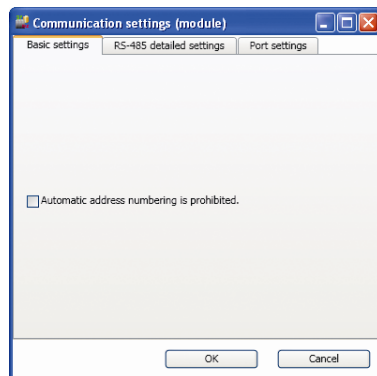 Communication settings (module)
Basic settings RS-485 detailed settings Port settings
Automatic address numbering is prohibited.
OK Cancel